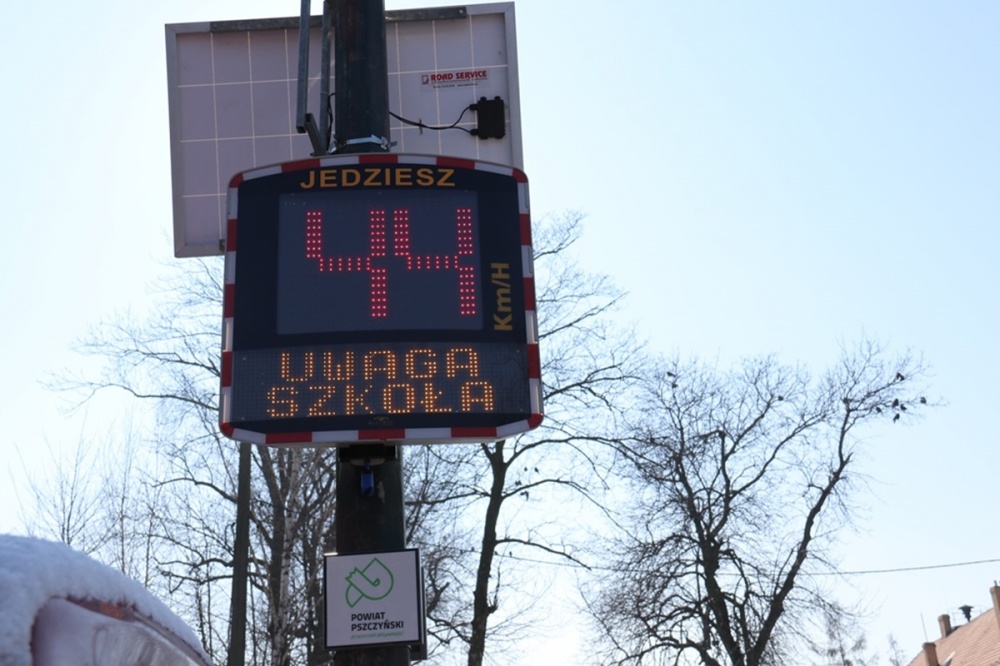 ROAD SERVICE
JEDZIESZ
44
Km/H
UWAGA
SZKOŁA
POWIAT
PSZCZYŃSKI